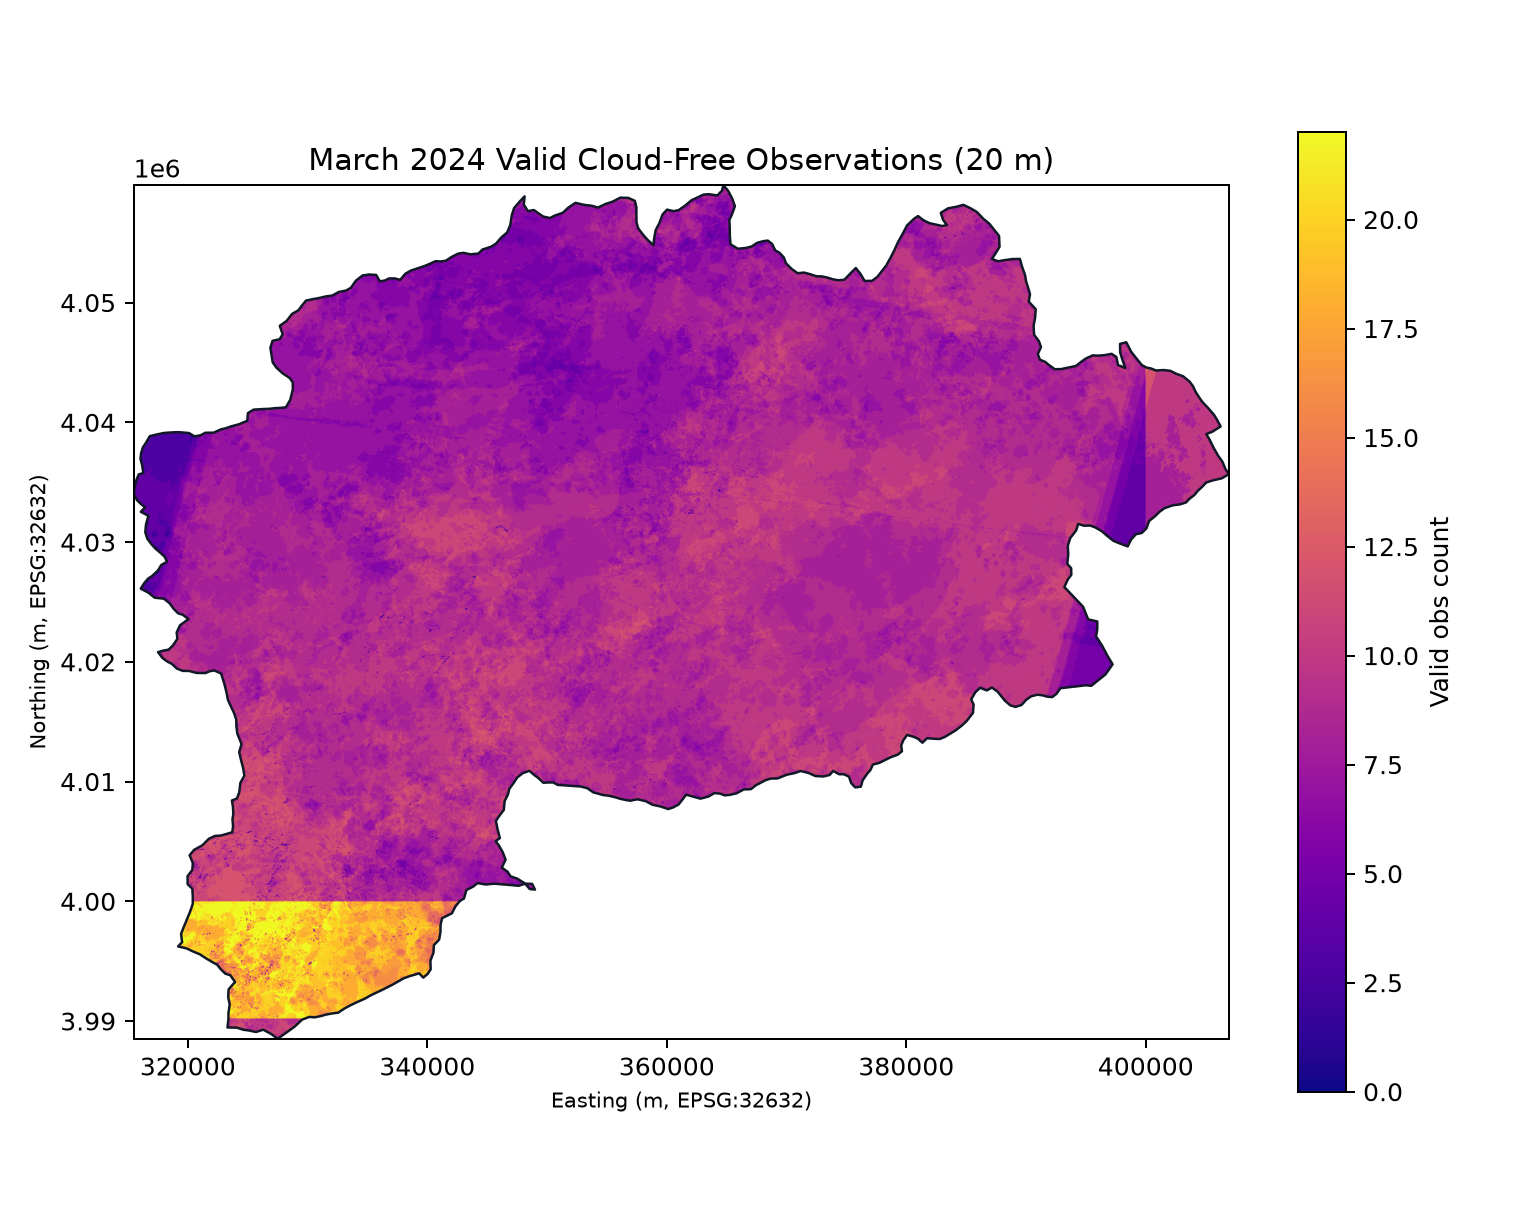 March 2024 Valid Cloud-Free Observations (20 m)
1e6
4.05
4.04
4.03
4.02
4.01
4.00
3.99
Northing (m, EPSG:32632)
320000 340000 360000 380000 400000
Easting (m, EPSG:32632)
20.0
17.5
15.0
12.5
10.0
7.5
5.0
2.5
0.0
Valid obs count